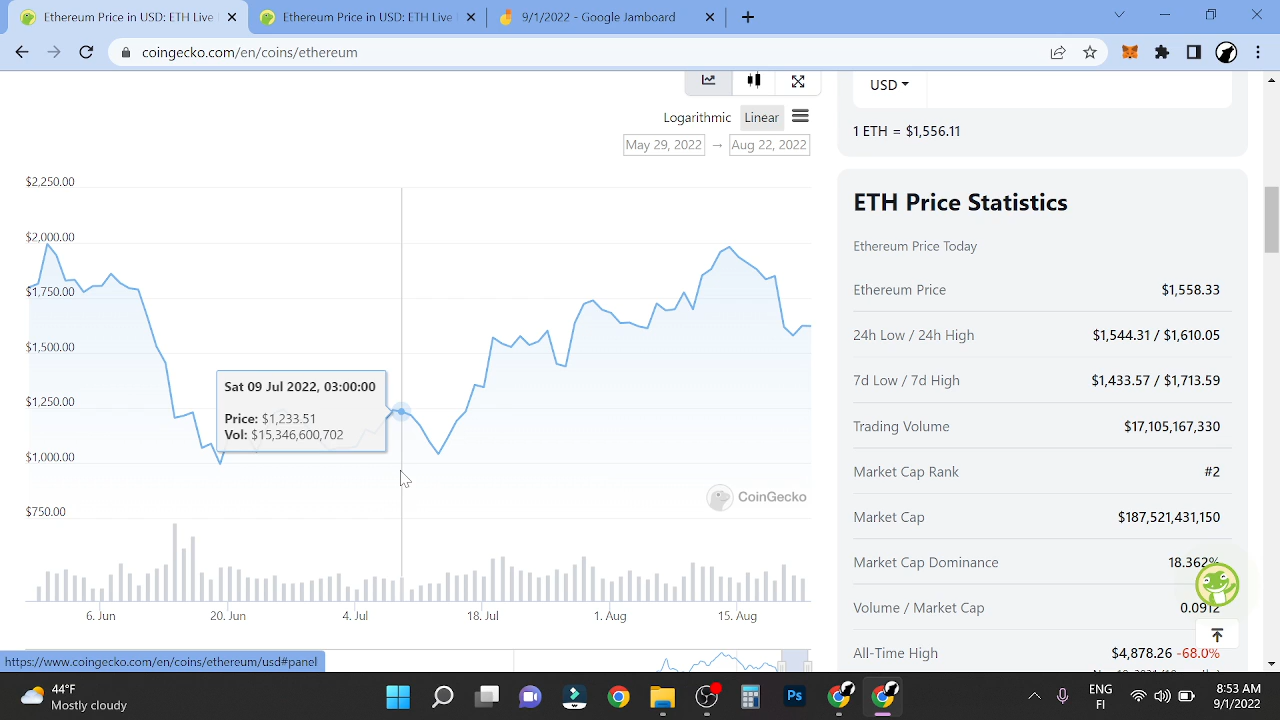 Ethereum Price in USD: ETH Live
Ethereum Price in USD: ETH Live
9/1/2022 - Google Jamboard
coingecko.com/en/coins/ethereum
Logarithmic Linear
May 29, 2022 → Aug 22, 2022
$2,250.00
$2,000.00
$1,750.00
$1,500.00
$1,250.00
$1,000.00
$750.00
Sat 09 Jul 2022, 03:00:00
Price: $1,233.51
Vol: $15,346,600,702
CoinGecko
6. Jun 20. Jun 4. Jul 18. Jul 1. Aug 15. Aug
USD
1 ETH = $1,556.11
ETH Price Statistics
Ethereum Price Today
Ethereum Price $1,558.33
24h Low / 24h High $1,544.31 / $1,610.05
7d Low / 7d High $1,433.57 / $1,713.59
Trading Volume $17,105,167,330
Market Cap Rank #2
Market Cap $187,521,431,150
Market Cap Dominance 18.362%
Volume / Market Cap 0.0912
All-Time High $4,878.26 -68.0%
https://www.coingecko.com/en/coins/ethereum/usd#panel
44°F
Mostly cloudy
Ps
ENG
FI
8:53 AM
9/1/2022